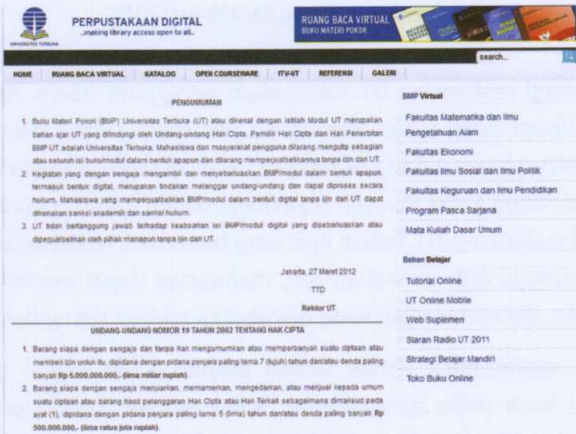 PERPUSTAKAAN DIGITAL
..making library access open to all..
UNIVERSITAS TERBUKA
RUANG BACA VIRTUAL
BUKU MATERI POKOK
search...
HOME RUANG BACA VIRTUAL KATALOG OPEN COURSEWARE ITV-UT REFERENSI GALERI
PENGUMUMAN
1. Buku Materi Pokok (BMP) Universitas Terbuka (UT) atau dikenal dengan istilah Modul UT merupakan
bahan ajar UT yang dilindungi oleh Undang-undang Hak Cipta. Pemilik Hak Cipta dan Hak Penerbitan
BMP UT adalah Universitas Terbuka. Mahasiswa dan masyarakat pengguna dilarang mengutip sebagian
atau seluruh isi buku/modul dalam bentuk apapun dan dilarang memperjualbelikannya tanpa ijin dari UT.
2. Kegiatan yang dengan sengaja mengambil dan menyebarluaskan BMP/modul dalam bentuk apapun,
termasuk bentuk digital, merupakan tindakan melanggar undang-undang dan dapat diproses secara
hukum. Mahasiswa yang memperjualbelikan BMP/modul dalam bentuk digital tanpa ijin dari UT dapat
dikenakan sanksi akademik dan sanksi hukum.
3. UT tidak bertanggung jawab terhadap keabsahan isi BMP/modul digital yang disebarluaskan atau
diperjualbelikan oleh pihak manapun tanpa ijin dari UT.
Jakarta, 27 Maret 2012
TTD
Rektor UT
UNDANG-UNDANG NOMOR 19 TAHUN 2002 TENTANG HAK CIPTA
1. Barang siapa dengan sengaja dan tanpa hak mengumumkan atau memperbanyak suatu ciptaan atau
memberi izin untuk itu, dipidana dengan pidana penjara paling lama 7 (tujuh) tahun dan/atau denda paling
banyak Rp 5.000.000.000,- (lima miliar rupiah).
2. Barang siapa dengan sengaja menyiarkan, memamerkan, mengedarkan, atau menjual kepada umum
suatu ciptaan atau barang hasil pelanggaran Hak Cipta atau Hak Terkait sebagaimana dimaksud pada
ayat (1), dipidana dengan pidana penjara paling lama 5 (lima) tahun dan/atau denda paling banyak Rp
500.000.000,- (lima ratus juta rupiah).
BMP Virtual
Fakultas Matematika dan Ilmu
Pengetahuan Alam
Fakultas Ekonomi
Fakultas Ilmu Sosial dan Ilmu Politik
Fakultas Keguruan dan Ilmu Pendidikan
Program Pasca Sarjana
Mata Kuliah Dasar Umum
Bahan Belajar
Tutorial Online
UT Online Mobile
Web Suplemen
Siaran Radio UT 2011
Strategi Belajar Mandiri
Toko Buku Online